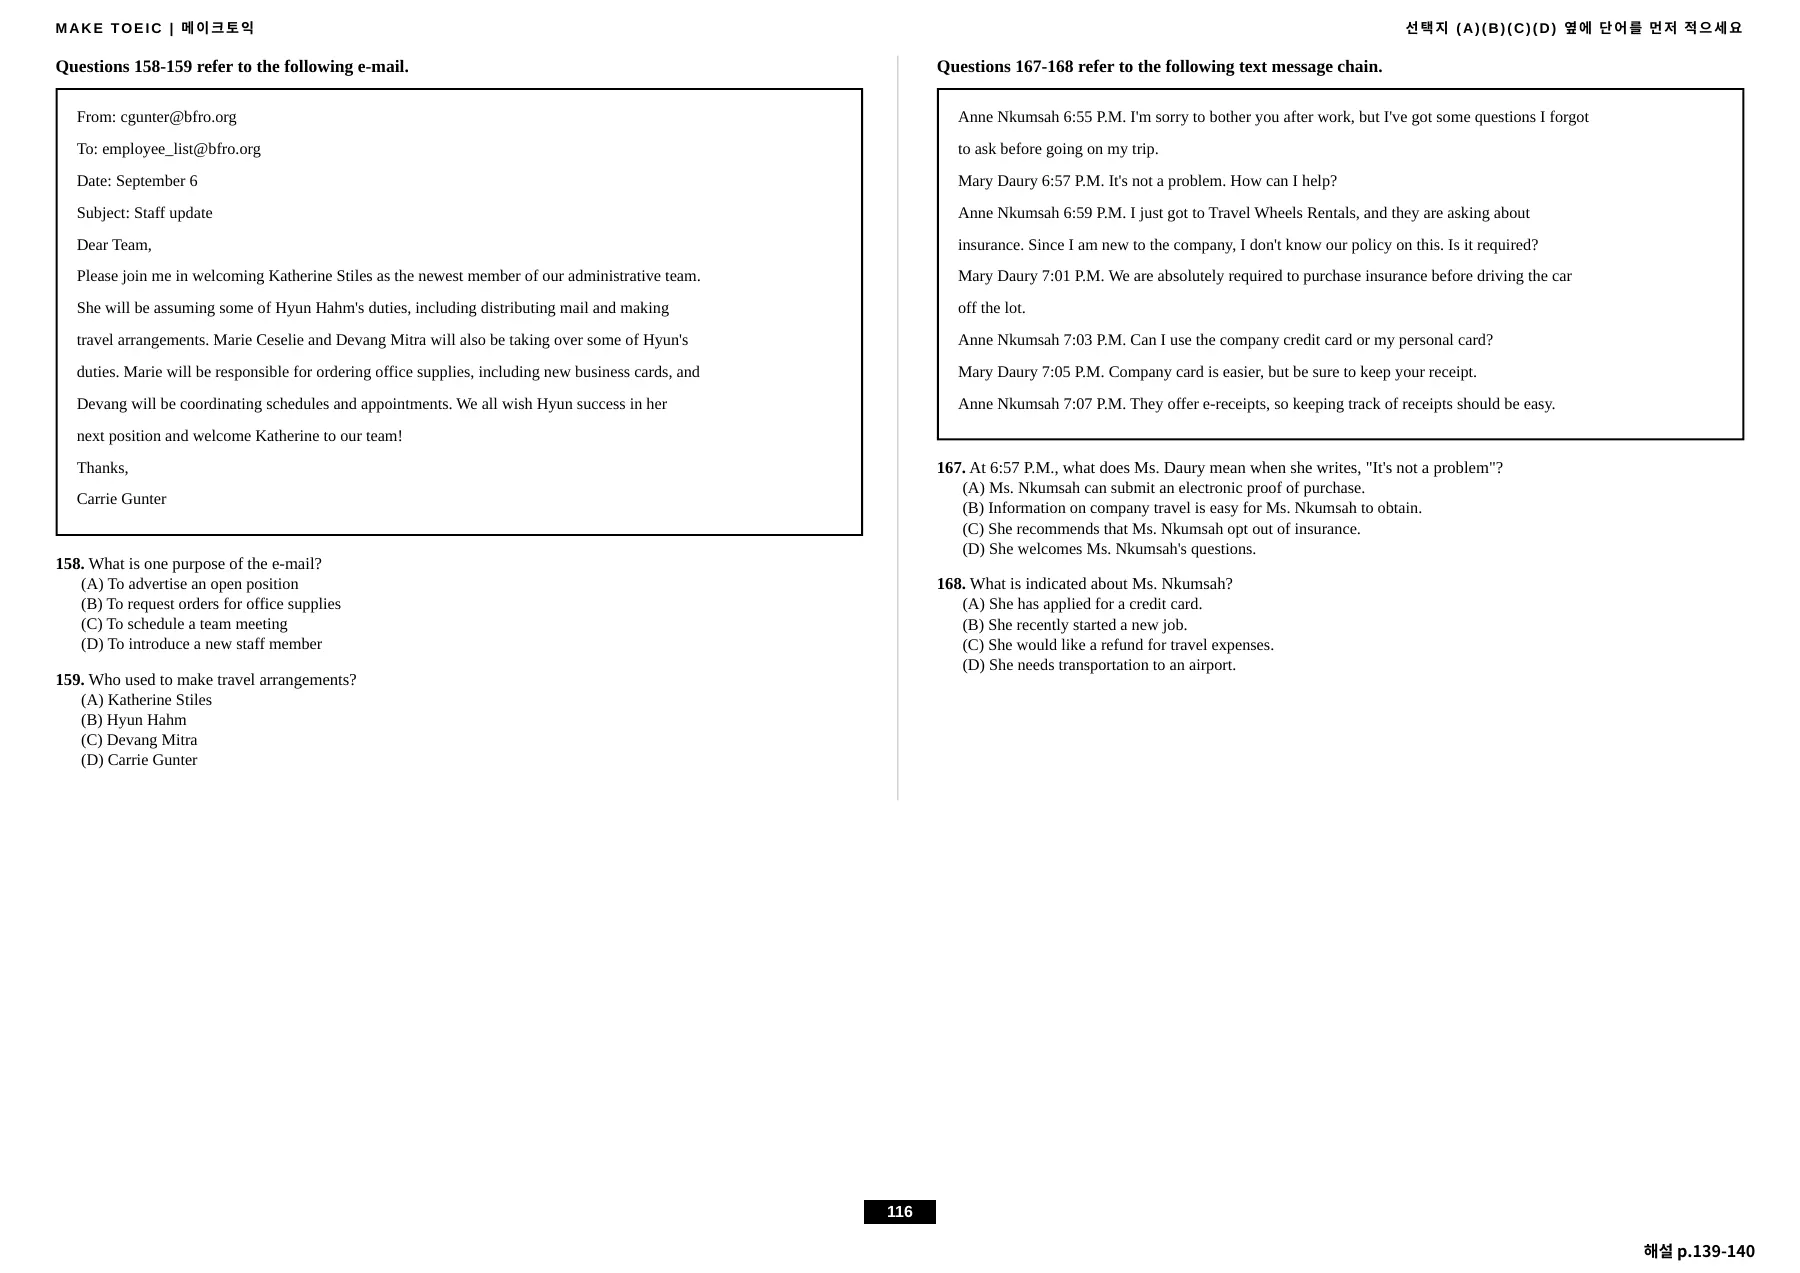 MAKE TOEIC | 메이크토익
선택지 (A)(B)(C)(D) 옆에 단어를 먼저 적으세요
Questions 158-159 refer to the following e-mail.
From: cgunter@bfro.org
To: employee_list@bfro.org
Date: September 6
Subject: Staff update
Dear Team,
Please join me in welcoming Katherine Stiles as the newest member of our administrative team.
She will be assuming some of Hyun Hahm's duties, including distributing mail and making
travel arrangements. Marie Ceselie and Devang Mitra will also be taking over some of Hyun's
duties. Marie will be responsible for ordering office supplies, including new business cards, and
Devang will be coordinating schedules and appointments. We all wish Hyun success in her
next position and welcome Katherine to our team!
Thanks,
Carrie Gunter
158. What is one purpose of the e-mail?
(A) To advertise an open position
(B) To request orders for office supplies
(C) To schedule a team meeting
(D) To introduce a new staff member
159. Who used to make travel arrangements?
(A) Katherine Stiles
(B) Hyun Hahm
(C) Devang Mitra
(D) Carrie Gunter
Questions 167-168 refer to the following text message chain.
Anne Nkumsah 6:55 P.M. I'm sorry to bother you after work, but I've got some questions I forgot
to ask before going on my trip.
Mary Daury 6:57 P.M. It's not a problem. How can I help?
Anne Nkumsah 6:59 P.M. I just got to Travel Wheels Rentals, and they are asking about
insurance. Since I am new to the company, I don't know our policy on this. Is it required?
Mary Daury 7:01 P.M. We are absolutely required to purchase insurance before driving the car
off the lot.
Anne Nkumsah 7:03 P.M. Can I use the company credit card or my personal card?
Mary Daury 7:05 P.M. Company card is easier, but be sure to keep your receipt.
Anne Nkumsah 7:07 P.M. They offer e-receipts, so keeping track of receipts should be easy.
167. At 6:57 P.M., what does Ms. Daury mean when she writes, "It's not a problem"?
(A) Ms. Nkumsah can submit an electronic proof of purchase.
(B) Information on company travel is easy for Ms. Nkumsah to obtain.
(C) She recommends that Ms. Nkumsah opt out of insurance.
(D) She welcomes Ms. Nkumsah's questions.
168. What is indicated about Ms. Nkumsah?
(A) She has applied for a credit card.
(B) She recently started a new job.
(C) She would like a refund for travel expenses.
(D) She needs transportation to an airport.
116
해설 p.139-140